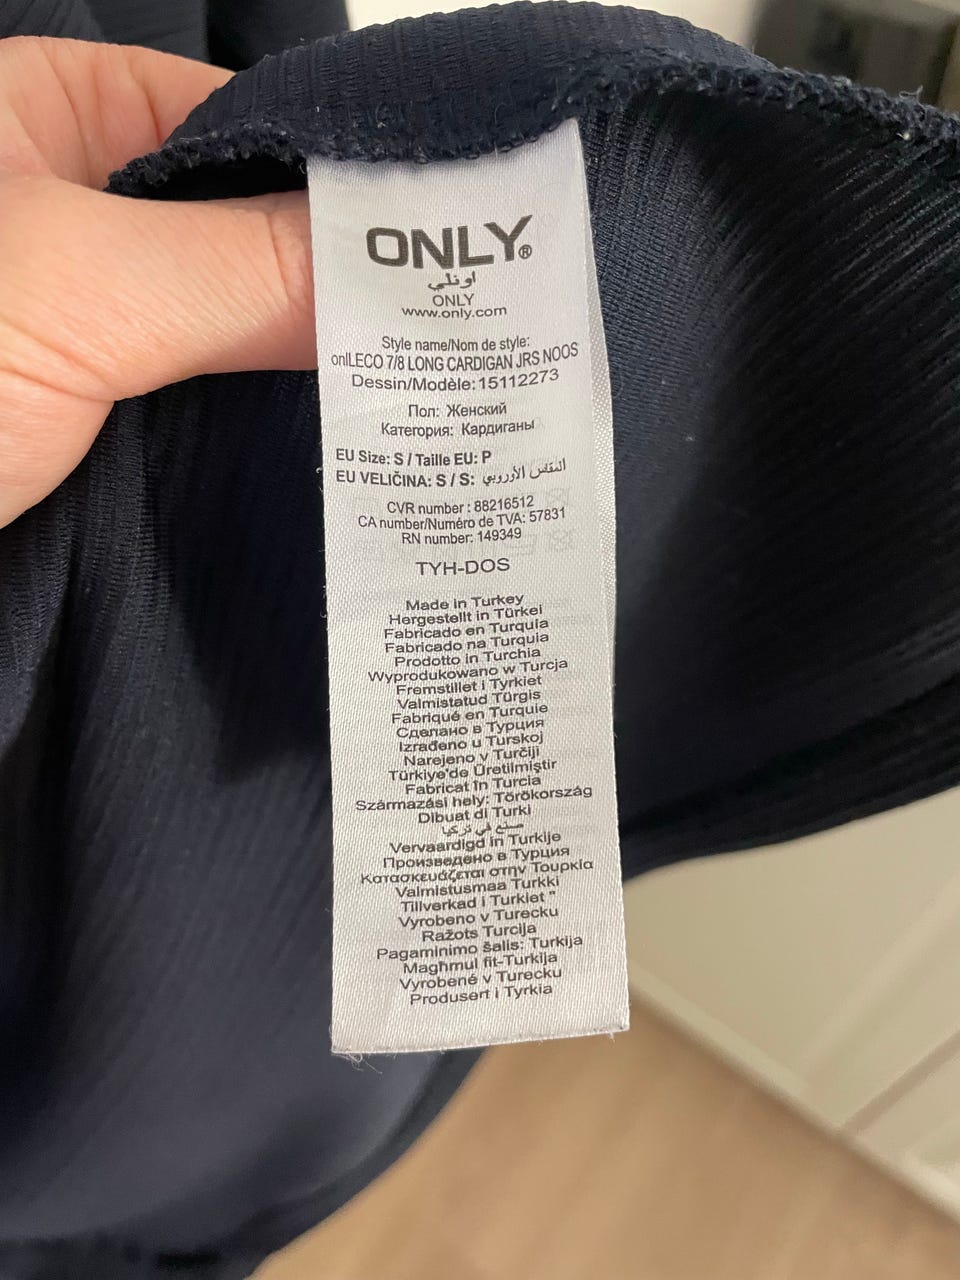 ONLY®
اونلي
ONLY
www.only.com
Style name/Nom de style:
onlLECO 7/8 LONG CARDIGAN JRS NOOS
Dessin/Modèle: 15112273
Пол: Женский
Категория: Кардиганы
EU Size: S / Taille EU: P
EU VELIČINA: S / S: المقاس الأوروبي
CVR number : 88216512
CA number/Numéro de TVA: 57831
RN number: 149349
TYH-DOS
Made in Turkey
Hergestellt in Türkei
Fabricado en Turquia
Fabricado na Turquia
Prodotto in Turchia
Wyprodukowano w Turcja
Fremstillet i Tyrkiet
Valmistatud Türgis
Fabriqué en Turquie
Сделано в Турция
Izrađeno u Turskoj
Narejeno v Turčiji
Türkiye'de Üretilmiştir
Fabricat în Turcia
Származási hely: Törökország
Dibuat di Turki
صنع في تركيا
Vervaardigd in Turkije
Произведено в Турция
Κατασκευάζεται στην Τουρκία
Valmistusmaa Turkki
Tillverkad i Turkiet "
Vyrobeno v Turecku
Ražots Turcija
Pagaminimo šalis: Turkija
Magħmul fit-Turkija
Vyrobené v Turecku
Produsert i Tyrkia